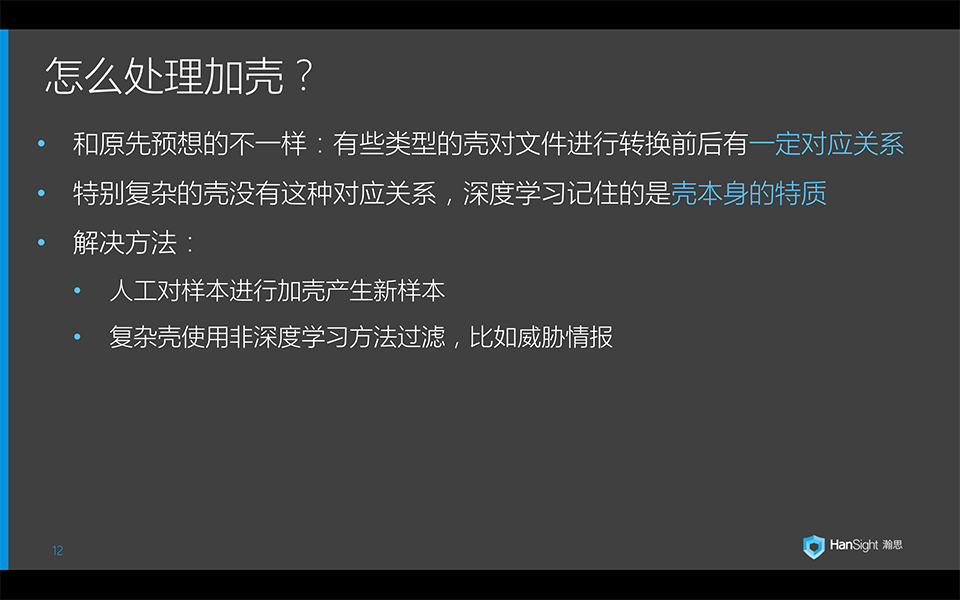 怎么处理加壳？
• 和原先预想的不一样：有些类型的壳对文件进行转换前后有一定对应关系
• 特别复杂的壳没有这种对应关系，深度学习记住的是壳本身的特质
• 解决方法：
• 人工对样本进行加壳产生新样本
• 复杂壳使用非深度学习方法过滤，比如威胁情报
12
HanSight 瀚思